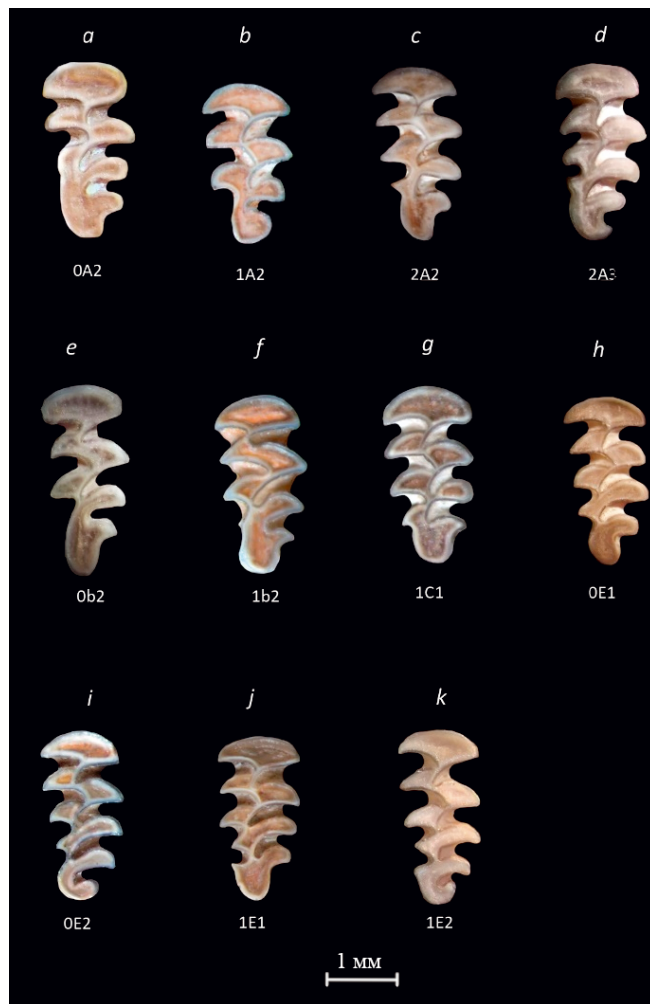 a b c d
0A2 1A2 2A2 2A3
e f g h
0b2 1b2 1C1 0E1
i j k
0E2 1E1 1E2
1 мм